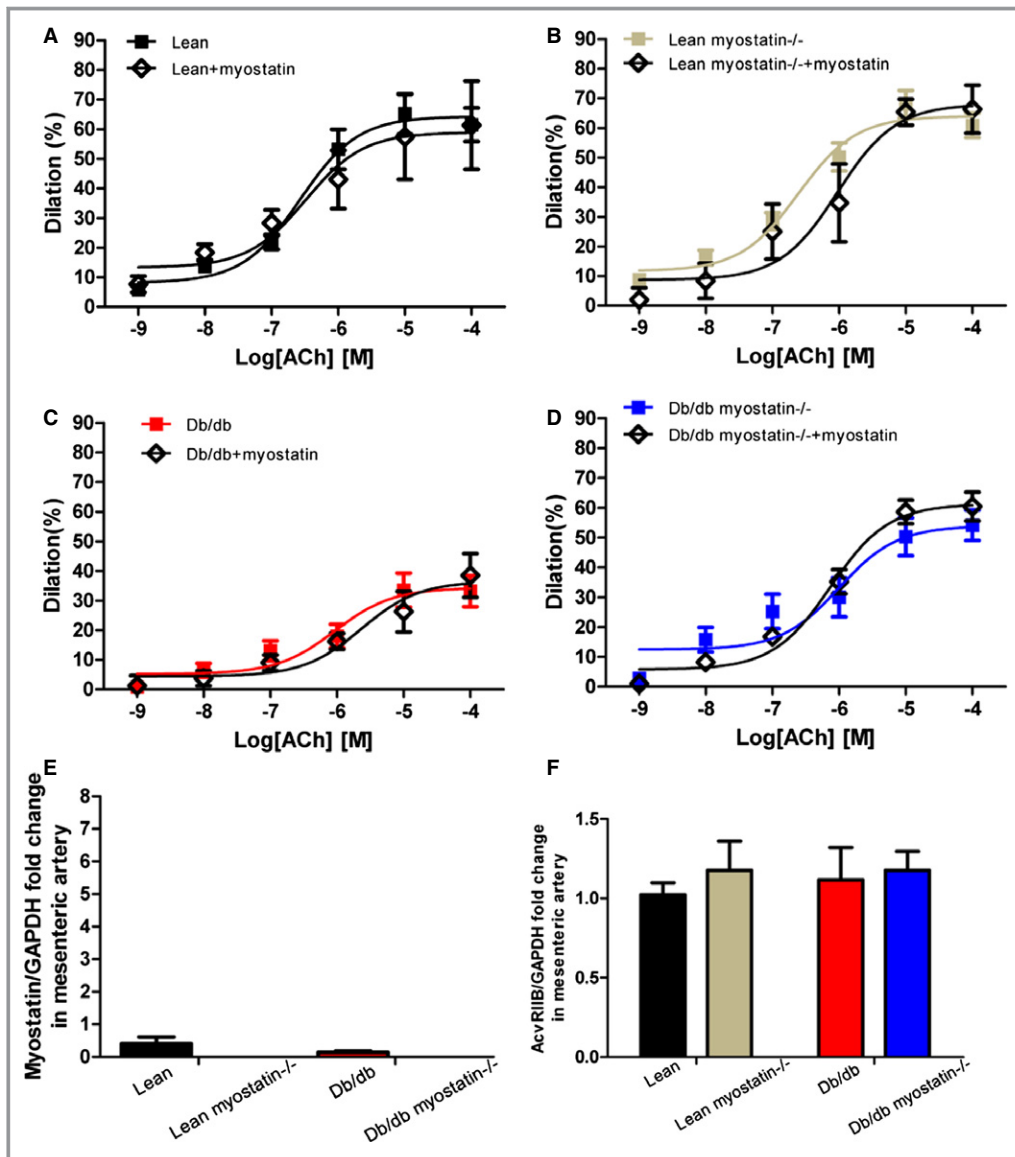 A
Lean
Lean+myostatin
Dilation (%)
90
80
70
60
50
40
30
20
10
0
-9 -8 -7 -6 -5 -4
Log[ACh] [M]
B
Lean myostatin-/-
Lean myostatin-/-+myostatin
Dilation(%)
90
80
70
60
50
40
30
20
10
0
-9 -8 -7 -6 -5 -4
Log[ACh] [M]
C
Db/db
Db/db+myostatin
Dilation(%)
90
80
70
60
50
40
30
20
10
0
-9 -8 -7 -6 -5 -4
Log[ACh] [M]
D
Db/db myostatin-/-
Db/db myostatin-/-+myostatin
Dilation(%)
90
80
70
60
50
40
30
20
10
0
-9 -8 -7 -6 -5 -4
Log[ACh] [M]
E
Myostatin/GAPDH fold change
in mesenteric artery
8
7
6
5
4
3
2
1
0
Lean
Lean myostatin-/-
Db/db
Db/db myostatin-/-
F
AcvRIIB/GAPDH fold change
in mesenteric artery
1.5
1.0
0.5
0.0
Lean
Lean myostatin-/-
Db/db
Db/db myostatin-/-